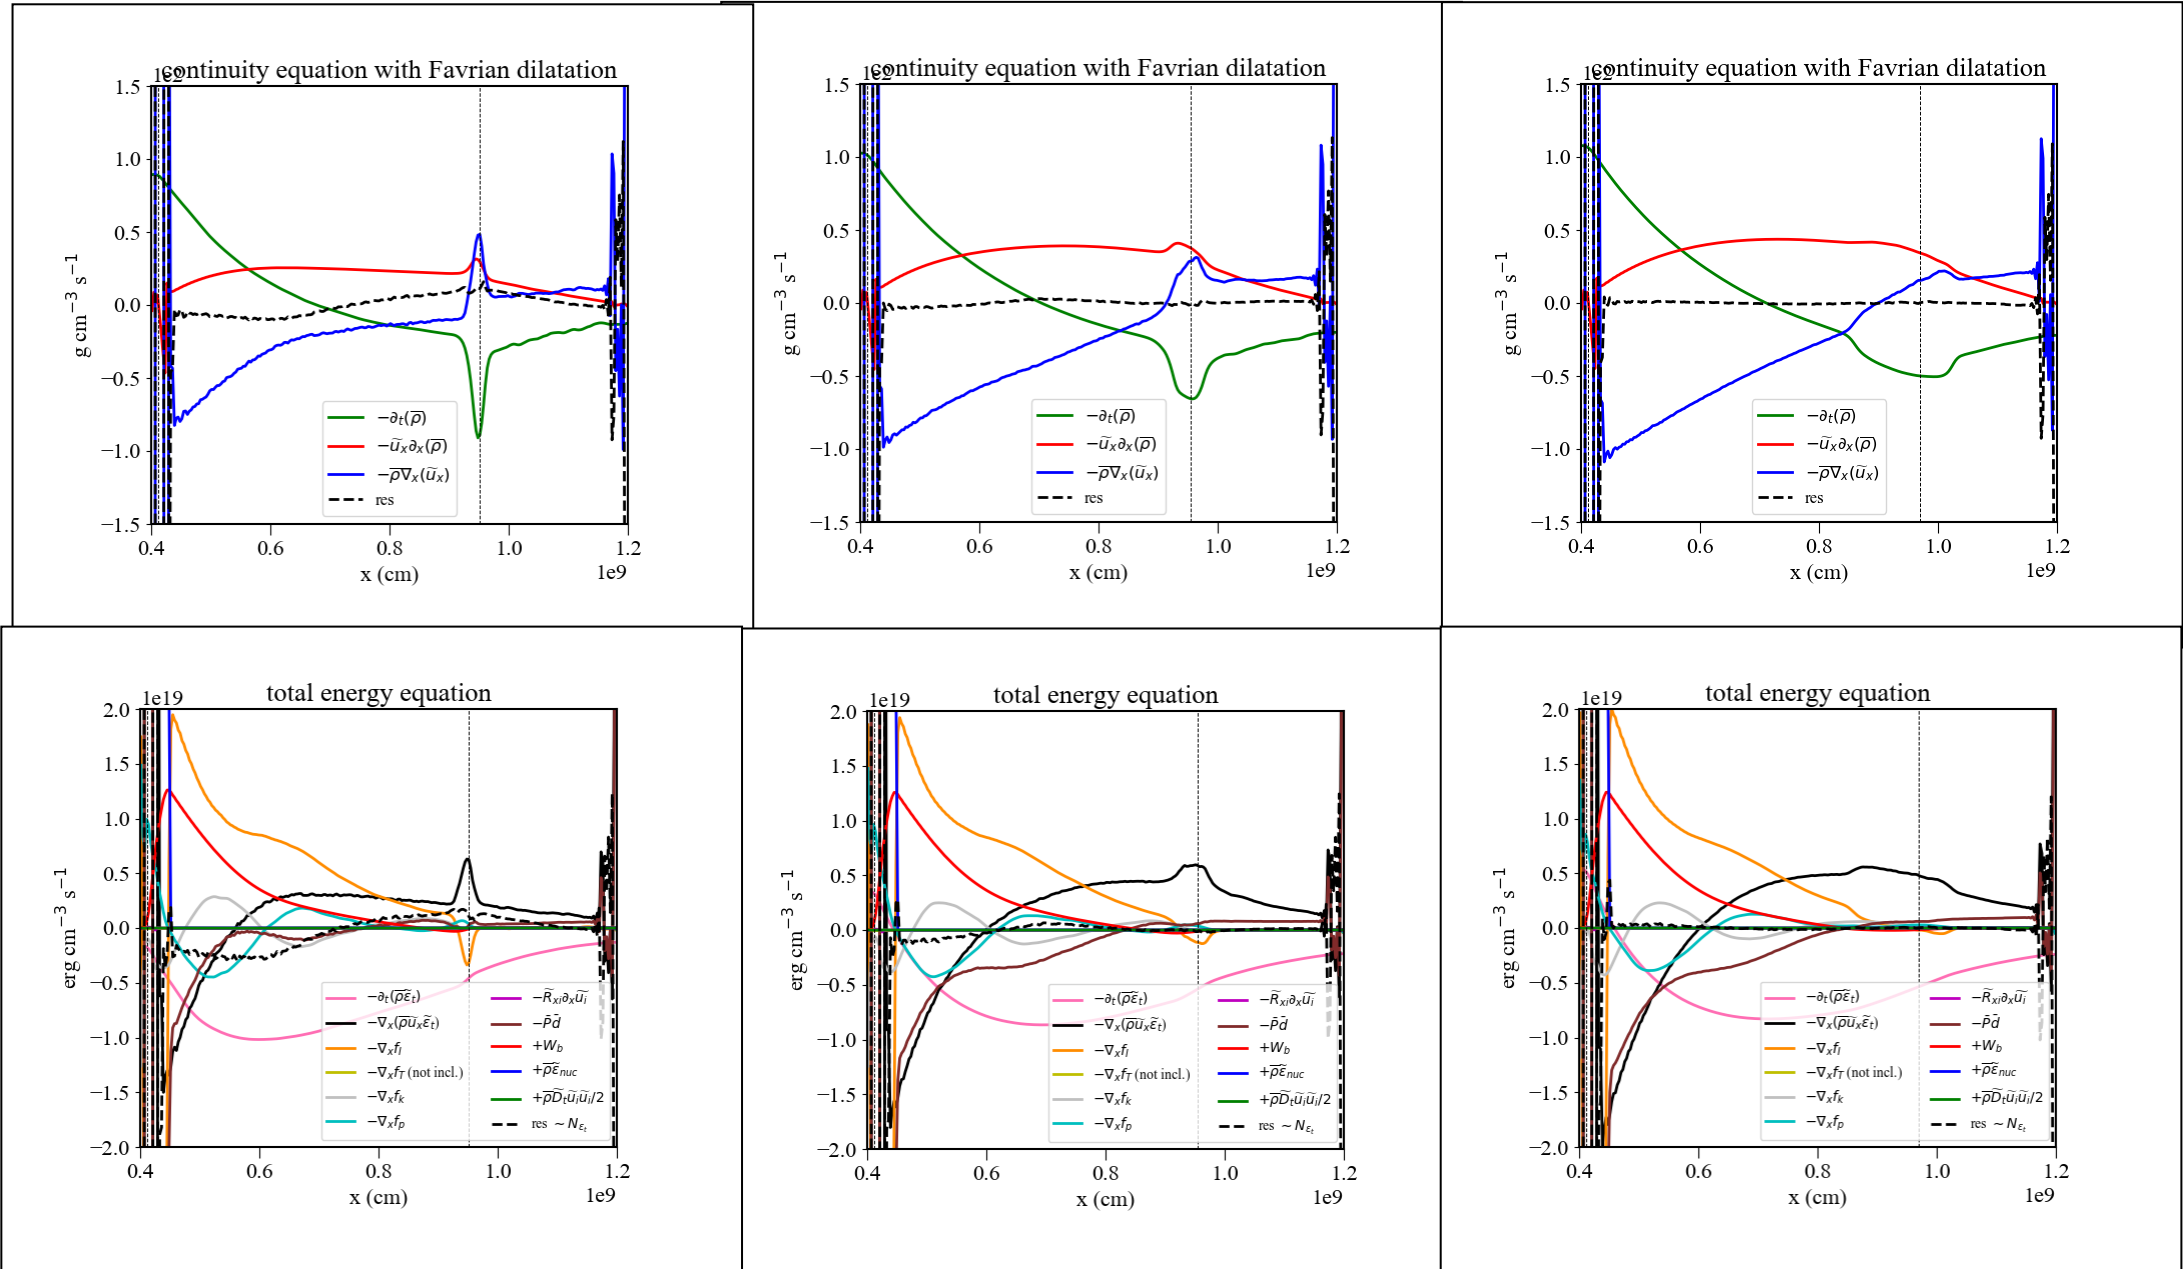 continuity equation with Favrian dilatation
1e2
1.5
1.0
0.5
0.0
−0.5
−1.0
−1.5
g cm−3 s−1
−∂t(ρ̅)
−ũx∂x(ρ̅)
−ρ̅∇x(ũx)
res
0.4 0.6 0.8 1.0 1.2
x (cm)
1e9
continuity equation with Favrian dilatation
1e2
1.5
1.0
0.5
0.0
−0.5
−1.0
−1.5
g cm−3 s−1
−∂t(ρ̅)
−ũx∂x(ρ̅)
−ρ̅∇x(ũx)
res
0.4 0.6 0.8 1.0 1.2
x (cm)
1e9
continuity equation with Favrian dilatation
1e2
1.5
1.0
0.5
0.0
−0.5
−1.0
−1.5
g cm−3 s−1
−∂t(ρ̅)
−ũx∂x(ρ̅)
−ρ̅∇x(ũx)
res
0.4 0.6 0.8 1.0 1.2
x (cm)
1e9
total energy equation
1e19
2.0
1.5
1.0
0.5
0.0
−0.5
−1.0
−1.5
−2.0
erg cm−3 s−1
−∂t(ρ̅ε̃t)
−∇x(ρ̅ũxε̃t)
−∇xfI
−∇xfT (not incl.)
−∇xfk
−∇xfp
−R̃xi∂xũi
−P̅d̅
+Wb
+ρ̅ε̃nuc
+ρ̅D̃tũiũi/2
res ∼Nεt
0.4 0.6 0.8 1.0 1.2
x (cm)
1e9
total energy equation
1e19
2.0
1.5
1.0
0.5
0.0
−0.5
−1.0
−1.5
−2.0
erg cm−3 s−1
−∂t(ρ̅ε̃t)
−∇x(ρ̅ũxε̃t)
−∇xfI
−∇xfT (not incl.)
−∇xfk
−∇xfp
−R̃xi∂xũi
−P̅d̅
+Wb
+ρ̅ε̃nuc
+ρ̅D̃tũiũi/2
res ∼Nεt
0.4 0.6 0.8 1.0 1.2
x (cm)
1e9
total energy equation
1e19
2.0
1.5
1.0
0.5
0.0
−0.5
−1.0
−1.5
−2.0
erg cm−3 s−1
−∂t(ρ̅ε̃t)
−∇x(ρ̅ũxε̃t)
−∇xfI
−∇xfT (not incl.)
−∇xfk
−∇xfp
−R̃xi∂xũi
−P̅d̅
+Wb
+ρ̅ε̃nuc
+ρ̅D̃tũiũi/2
res ∼Nεt
0.4 0.6 0.8 1.0 1.2
x (cm)
1e9